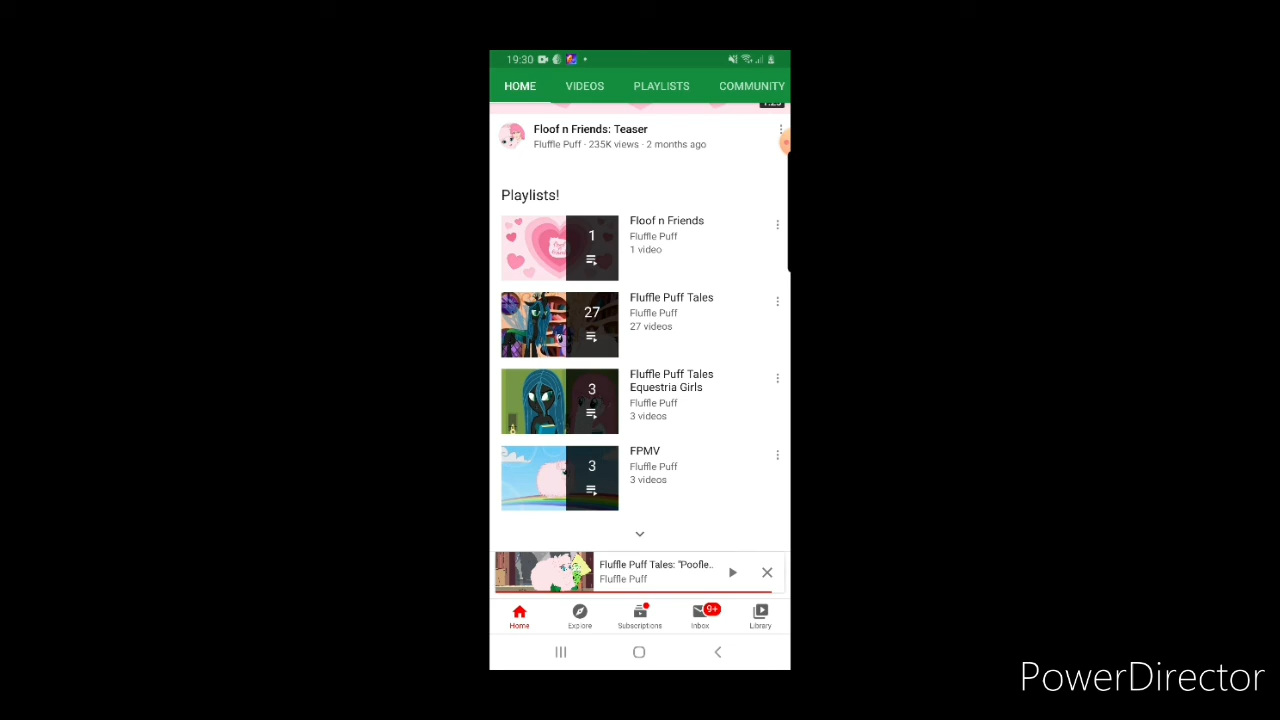 19:30
HOME VIDEOS PLAYLISTS COMMUNITY
1:23
Floof n Friends: Teaser
Fluffle Puff · 235K views · 2 months ago
Playlists!
1
Floof n Friends
Fluffle Puff
1 video
27
Fluffle Puff Tales
Fluffle Puff
27 videos
3
Fluffle Puff Tales
Equestria Girls
Fluffle Puff
3 videos
3
FPMV
Fluffle Puff
3 videos
Fluffle Puff Tales: "Poofle..
Fluffle Puff
9+
Home Explore Subscriptions Inbox Library
PowerDirector